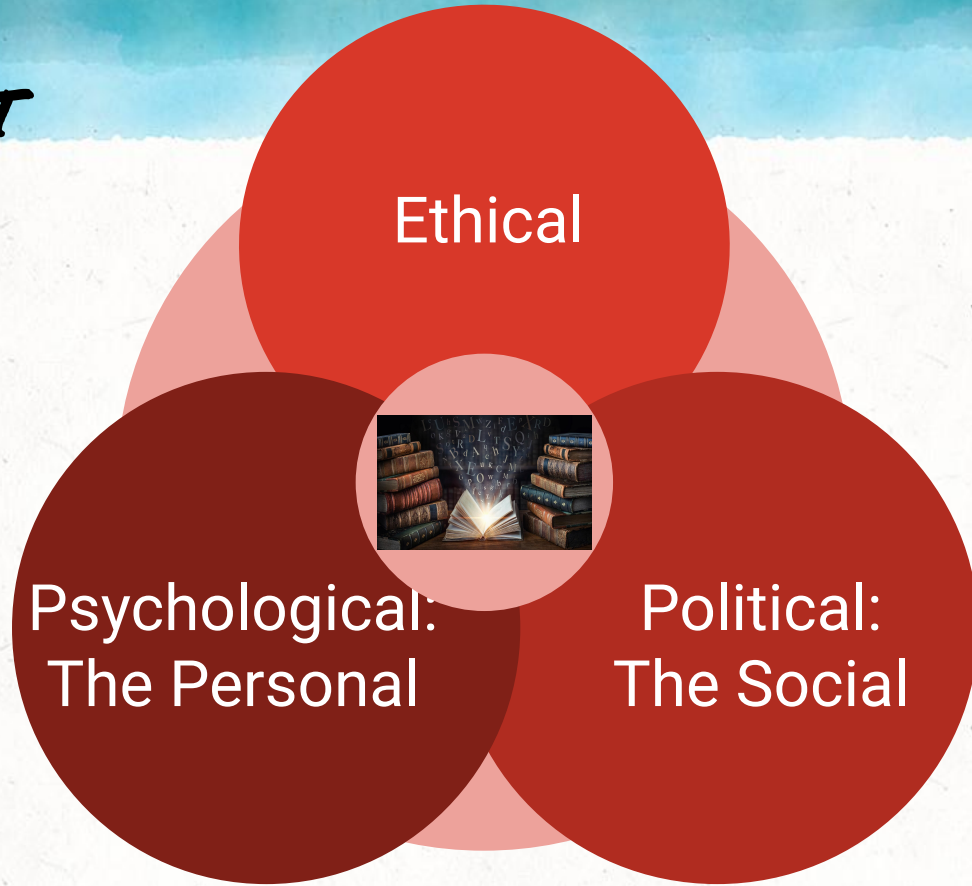 Ethical
Psychological:
The Personal
Political:
The Social